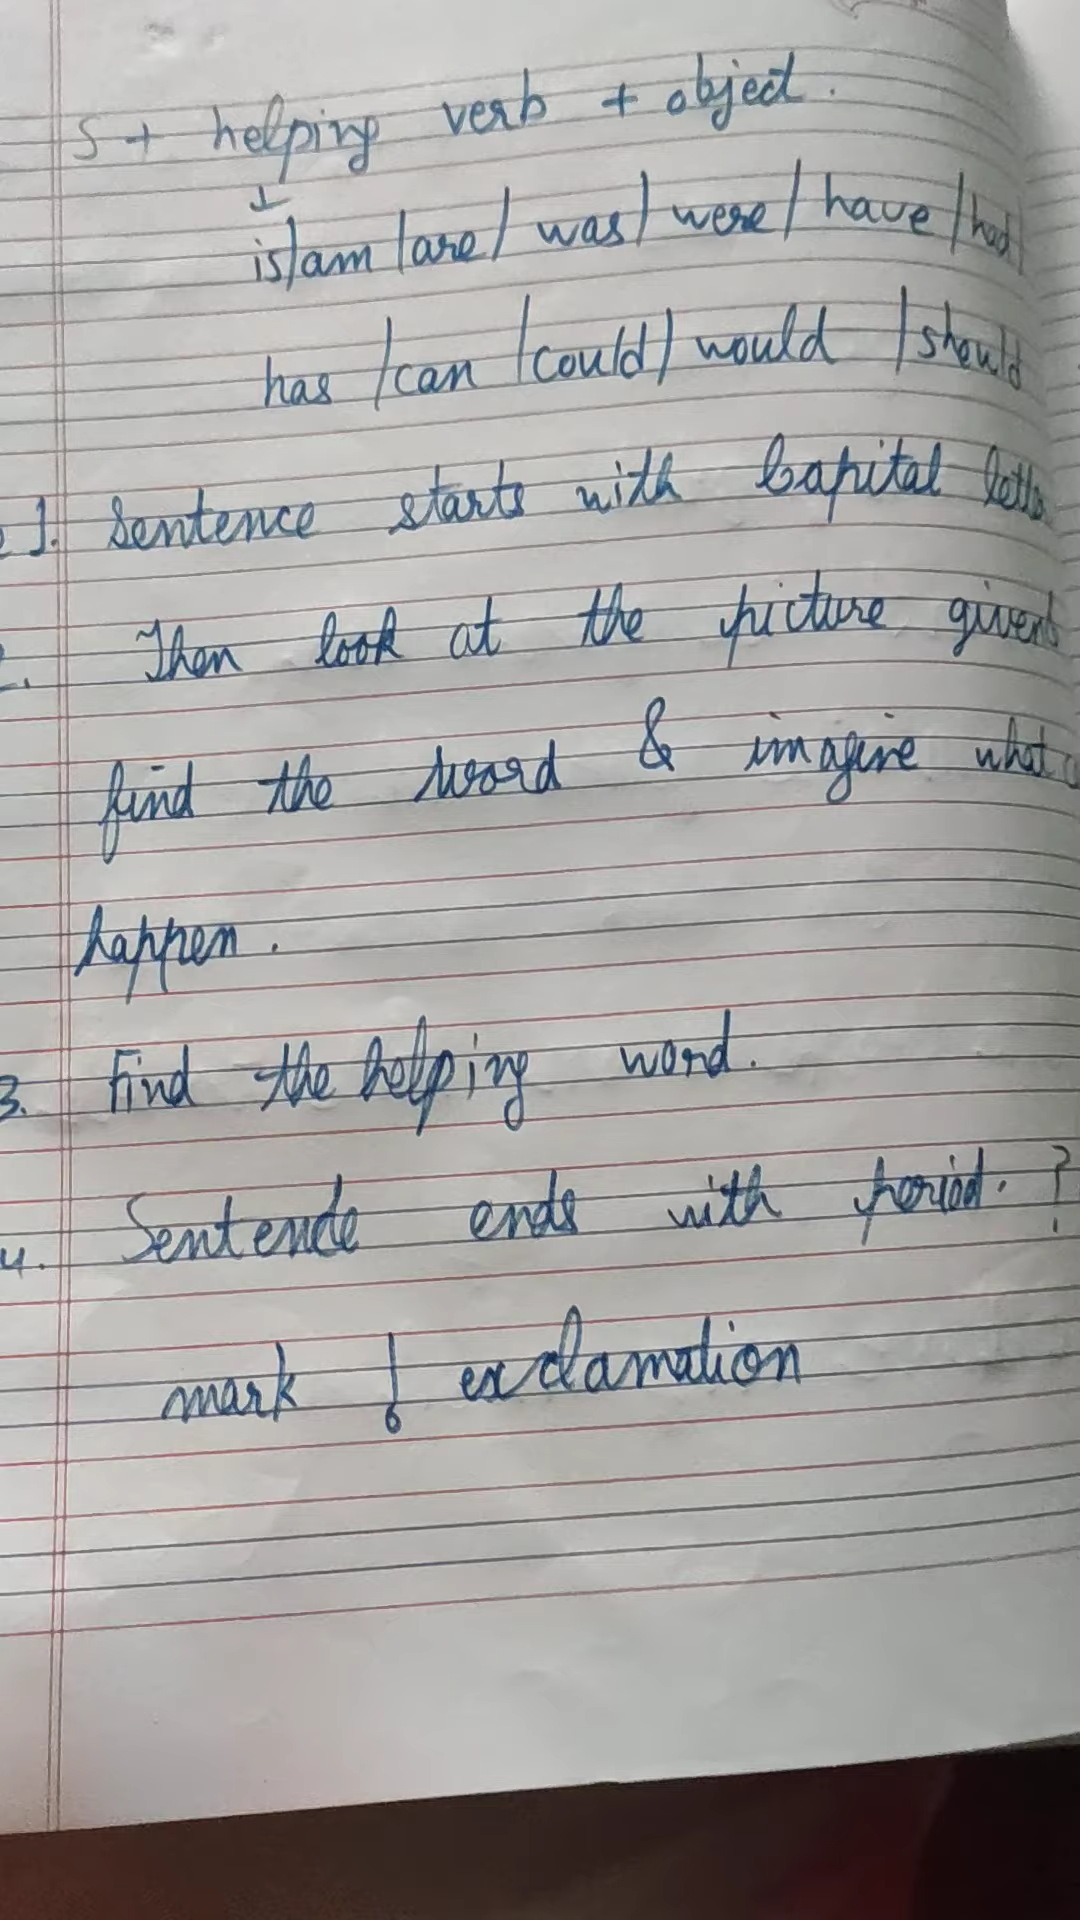 S + helping verb + object.
↓
is/am/are/was/were/have/had/
has/can/could/would/should
1. Sentence starts with Capital
2. Then look at the picture given
find the word & imagine what
happen.
3. Find the helping word.
4. Sentende ends with period. ?
mark ! exclamation